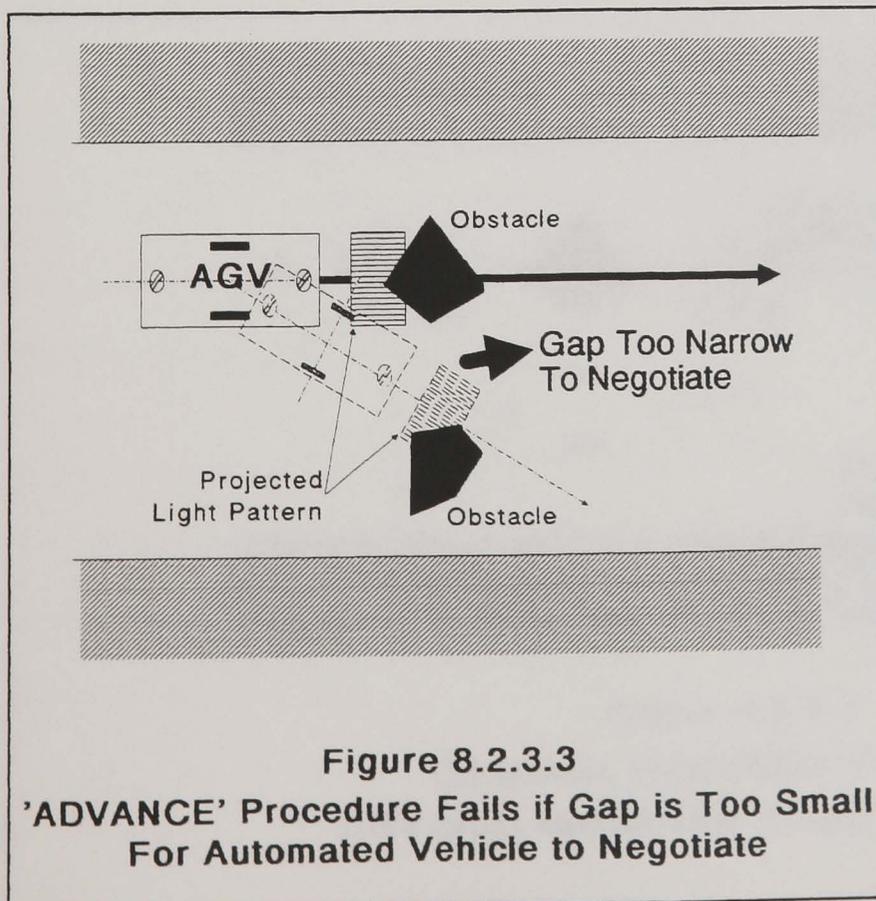 Obstacle
AGV
Gap Too Narrow
To Negotiate
Projected
Light Pattern
Obstacle
Figure 8.2.3.3
'ADVANCE' Procedure Fails if Gap is Too Small
For Automated Vehicle to Negotiate